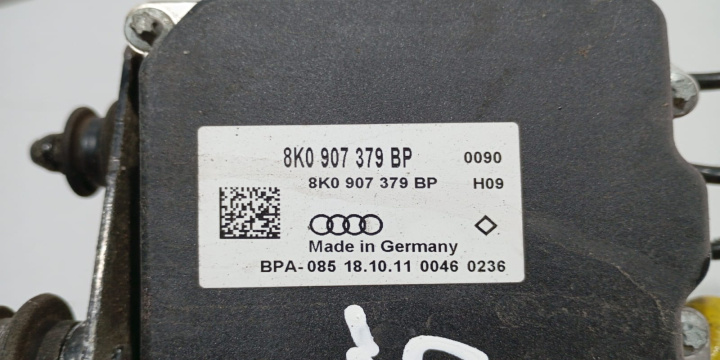 8K0 907 379 BP 0090
8K0 907 379 BP H09
Made in Germany
BPA-085 18.10.11 0046 0236